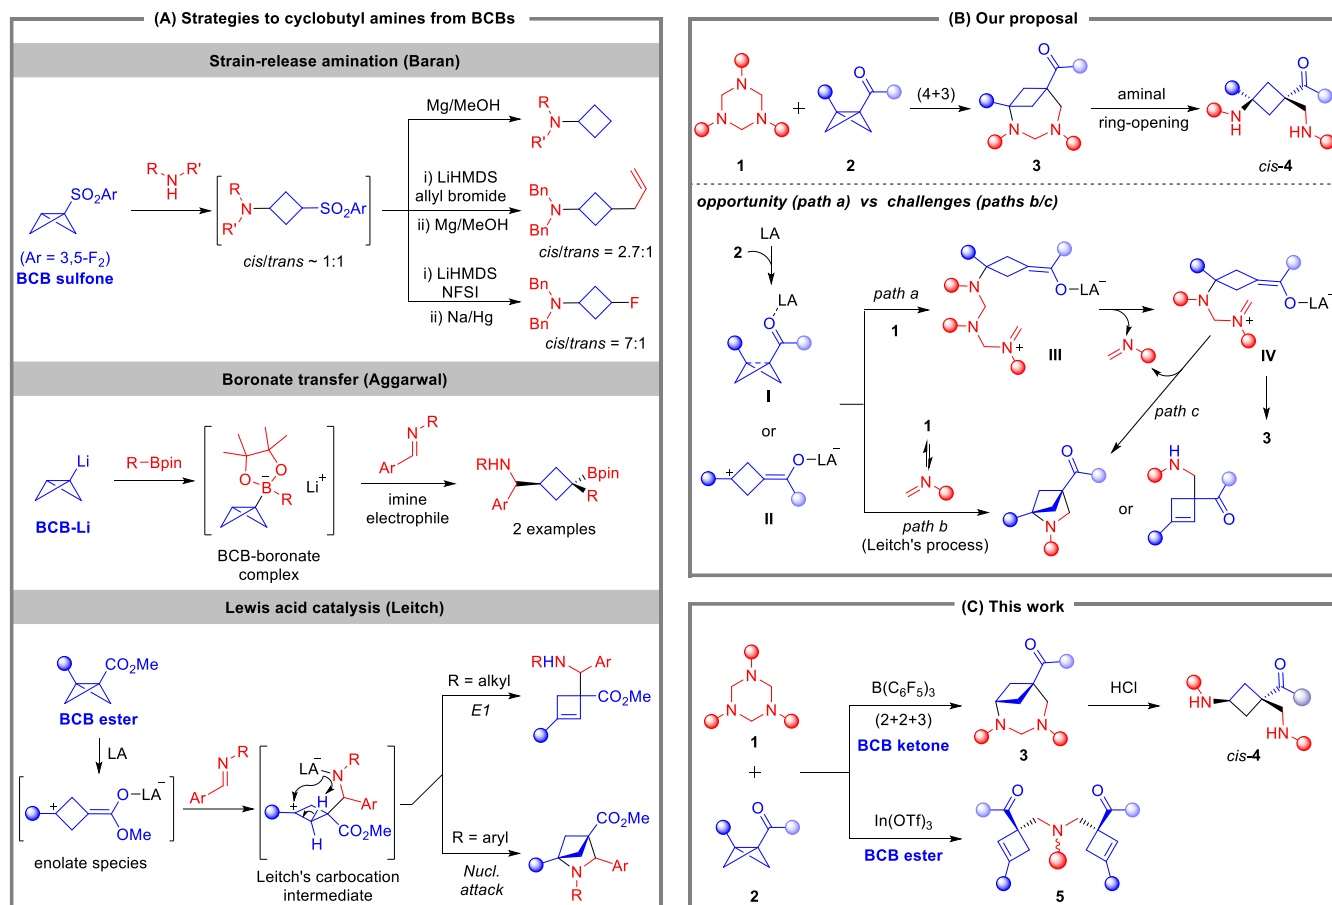 (A) Strategies to cyclobutyl amines from BCBs
Strain-release amination (Baran)
SO2Ar
(Ar = 3,5-F2)
BCB sulfone
R
R'
N
H
R
N
R'
SO2Ar
cis/trans ~ 1:1
Mg/MeOH
R
N
R'
i) LiHMDS
allyl bromide
ii) Mg/MeOH
Bn
N
Bn
cis/trans = 2.7:1
i) LiHMDS
NFSI
ii) Na/Hg
Bn
N
Bn
F
cis/trans = 7:1
Boronate transfer (Aggarwal)
Li
BCB-Li
R–Bpin
O
O
B
−
R
Li+
BCB-boronate
complex
N
R
Ar
imine
electrophile
RHN
Ar
Bpin
R
2 examples
Lewis acid catalysis (Leitch)
CO2Me
BCB ester
LA
+
O–LA−
OMe
enolate species
N
R
Ar
LA−
N
R
+
H
H
Ar
CO2Me
Leitch's carbocation
intermediate
R = alkyl
E1
RHN
Ar
CO2Me
R = aryl
Nucl.
attack
CO2Me
Ar
N
R
(B) Our proposal
1
+
O
2
(4+3)
O
N
N
3
aminal
ring-opening
O
HN
HN
cis-4
opportunity (path a) vs challenges (paths b/c)
LA
2
LA
O
I
or
+
O–LA−
II
path a
1
N
N
N
+
O–LA−
III
N
N
N
+
O–LA−
IV
3
path c
1
N
path b
(Leitch's process)
O
N
or
H
N
O
(C) This work
N
N
N
1
+
O
2
B(C6F5)3
(2+2+3)
BCB ketone
O
N
N
3
HCl
HN
O
HN
cis-4
In(OTf)3
BCB ester
O
O
N
5